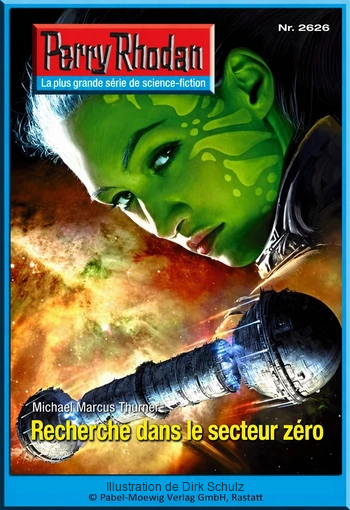 Nr. 2626
Perry Rhodan
La plus grande série de science-fiction
Michael Marcus Thurner
Recherche dans le secteur zéro
Illustration de Dirk Schulz
© Pabel-Moewig Verlag GmbH, Rastatt